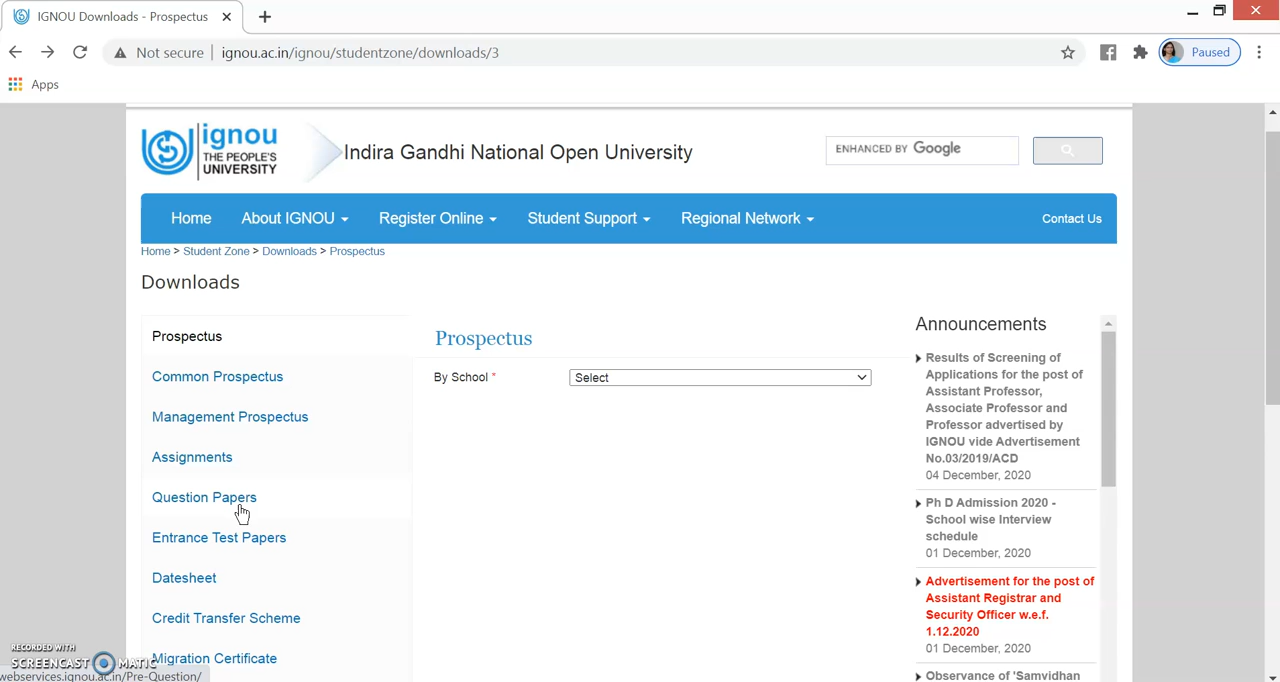 IGNOU Downloads - Prospectus
Not secure | ignou.ac.in/ignou/studentzone/downloads/3
Paused
Apps
ignou
THE PEOPLE'S
UNIVERSITY
Indira Gandhi National Open University
ENHANCED BY Google
Home About IGNOU Register Online Student Support Regional Network Contact Us
Home > Student Zone > Downloads > Prospectus
Downloads
Prospectus
Common Prospectus
Management Prospectus
Assignments
Question Papers
Entrance Test Papers
Datesheet
Credit Transfer Scheme
Migration Certificate
Prospectus
By School * Select
Announcements
Results of Screening of
Applications for the post of
Assistant Professor,
Associate Professor and
Professor advertised by
IGNOU vide Advertisement
No.03/2019/ACD
04 December, 2020
Ph D Admission 2020 -
School wise Interview
schedule
01 December, 2020
Advertisement for the post of
Assistant Registrar and
Security Officer w.e.f.
1.12.2020
01 December, 2020
Observance of 'Samvidhan
RECORDED WITH
SCREENCAST MATIC
webservices.ignou.ac.in/Pre-Question/